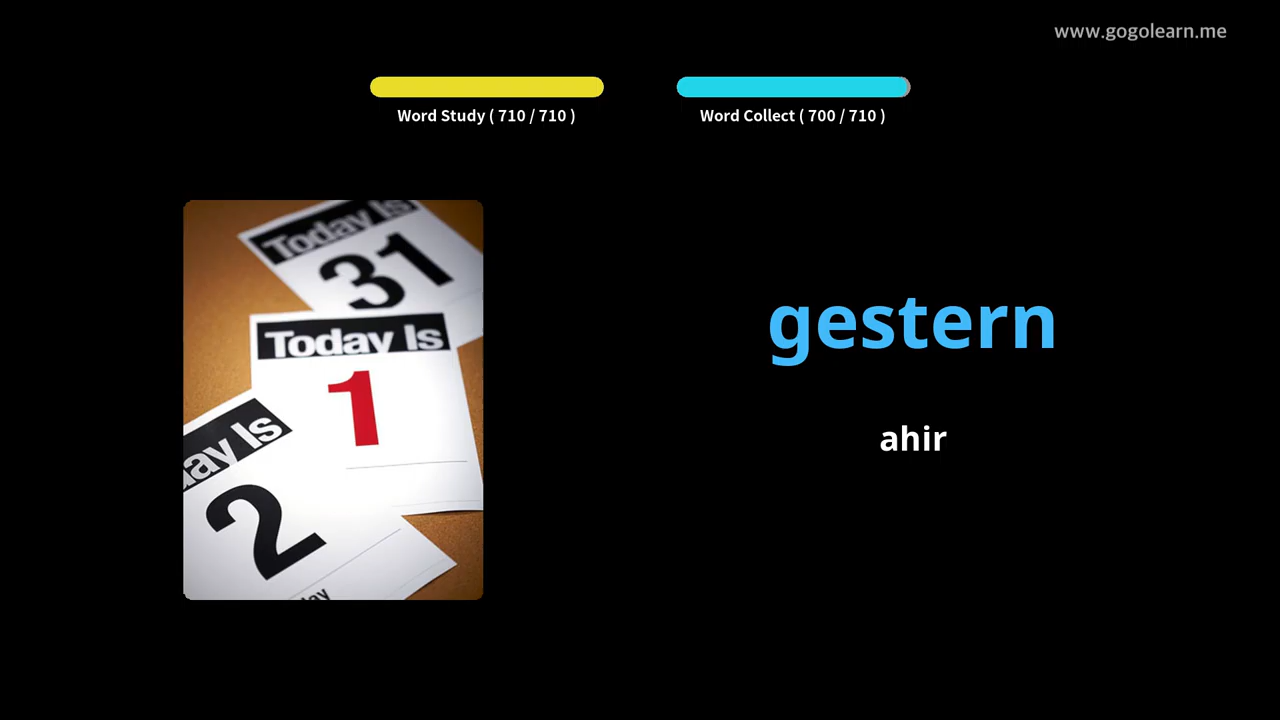 www.gogolearn.me
Word Study ( 710 / 710 )
Word Collect ( 700 / 710 )
Today Is
31
Today Is
1
ay Is
2
gestern
ahir